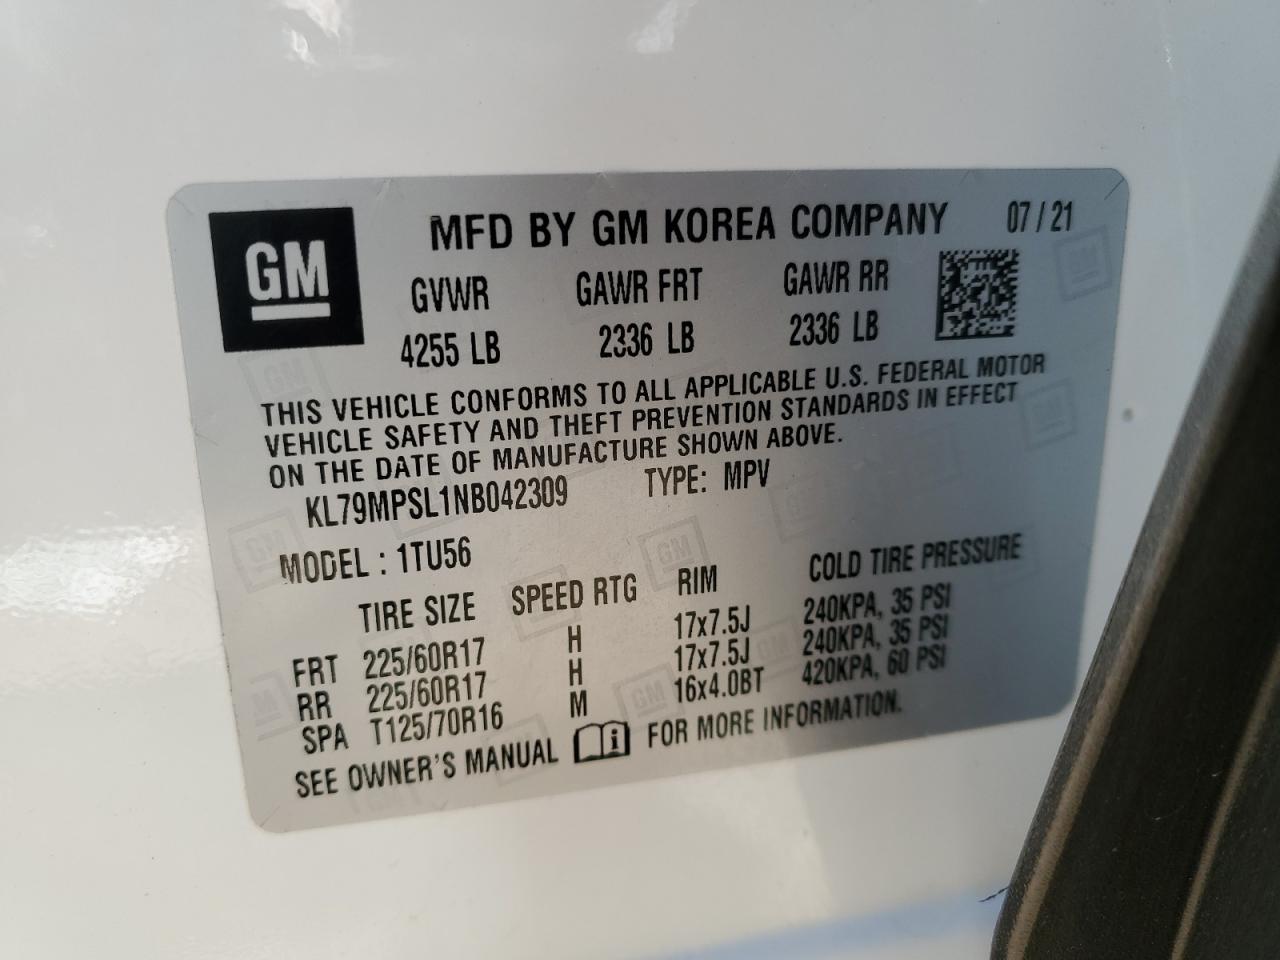 GM
MFD BY GM KOREA COMPANY 07/21
GVWR GAWR FRT GAWR RR
4255 LB 2336 LB 2336 LB
THIS VEHICLE CONFORMS TO ALL APPLICABLE U.S. FEDERAL MOTOR
VEHICLE SAFETY AND THEFT PREVENTION STANDARDS IN EFFECT
ON THE DATE OF MANUFACTURE SHOWN ABOVE.
KL79MPSL1NB042309 TYPE: MPV
MODEL : 1TU56
TIRE SIZE SPEED RTG RIM COLD TIRE PRESSURE
FRT 225/60R17 H 17x7.5J 240KPA, 35 PSI
RR 225/60R17 H 17x7.5J 240KPA, 35 PSI
SPA T125/70R16 M 16x4.0BT 420KPA, 60 PSI
SEE OWNER'S MANUAL i FOR MORE INFORMATION.